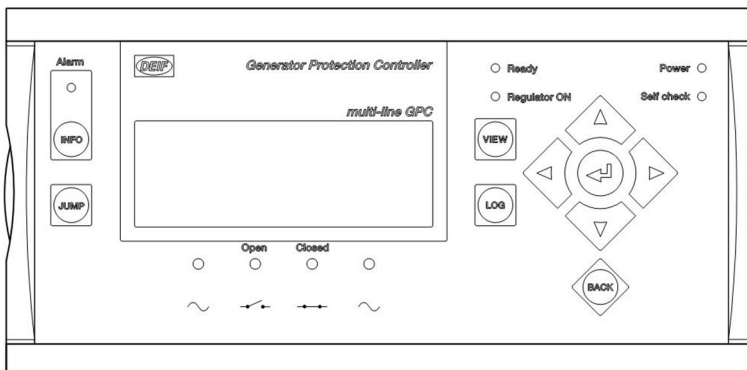 Alarm
DEIF
Generator Protection Controller
Ready
Power
Regulator ON
Self check
multi-line GPC
INFO
VIEW
JUMP
LOG
Open
Closed
BACK